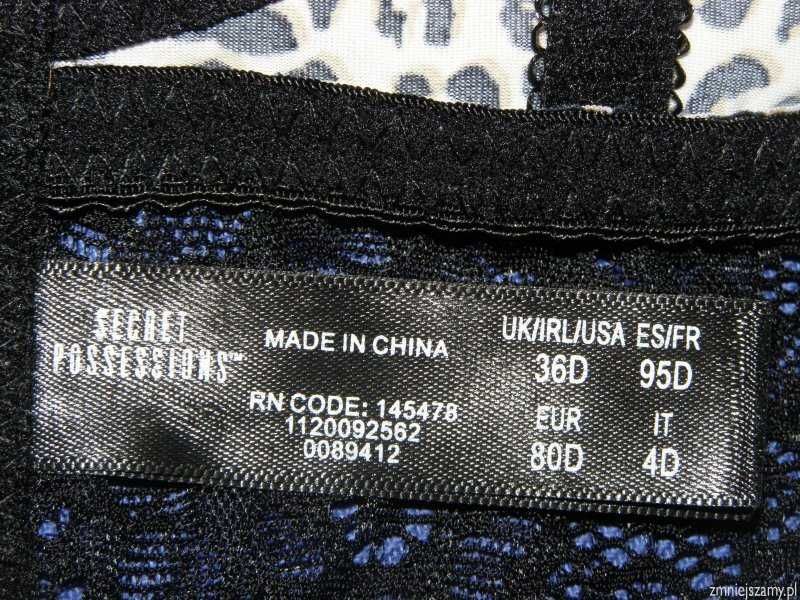 SECRET
POSSESSIONS™
MADE IN CHINA
RN CODE: 145478
1120092562
0089412
UK/IRL/USA ES/FR
36D 95D
EUR IT
80D 4D
zmniejszamy.pl